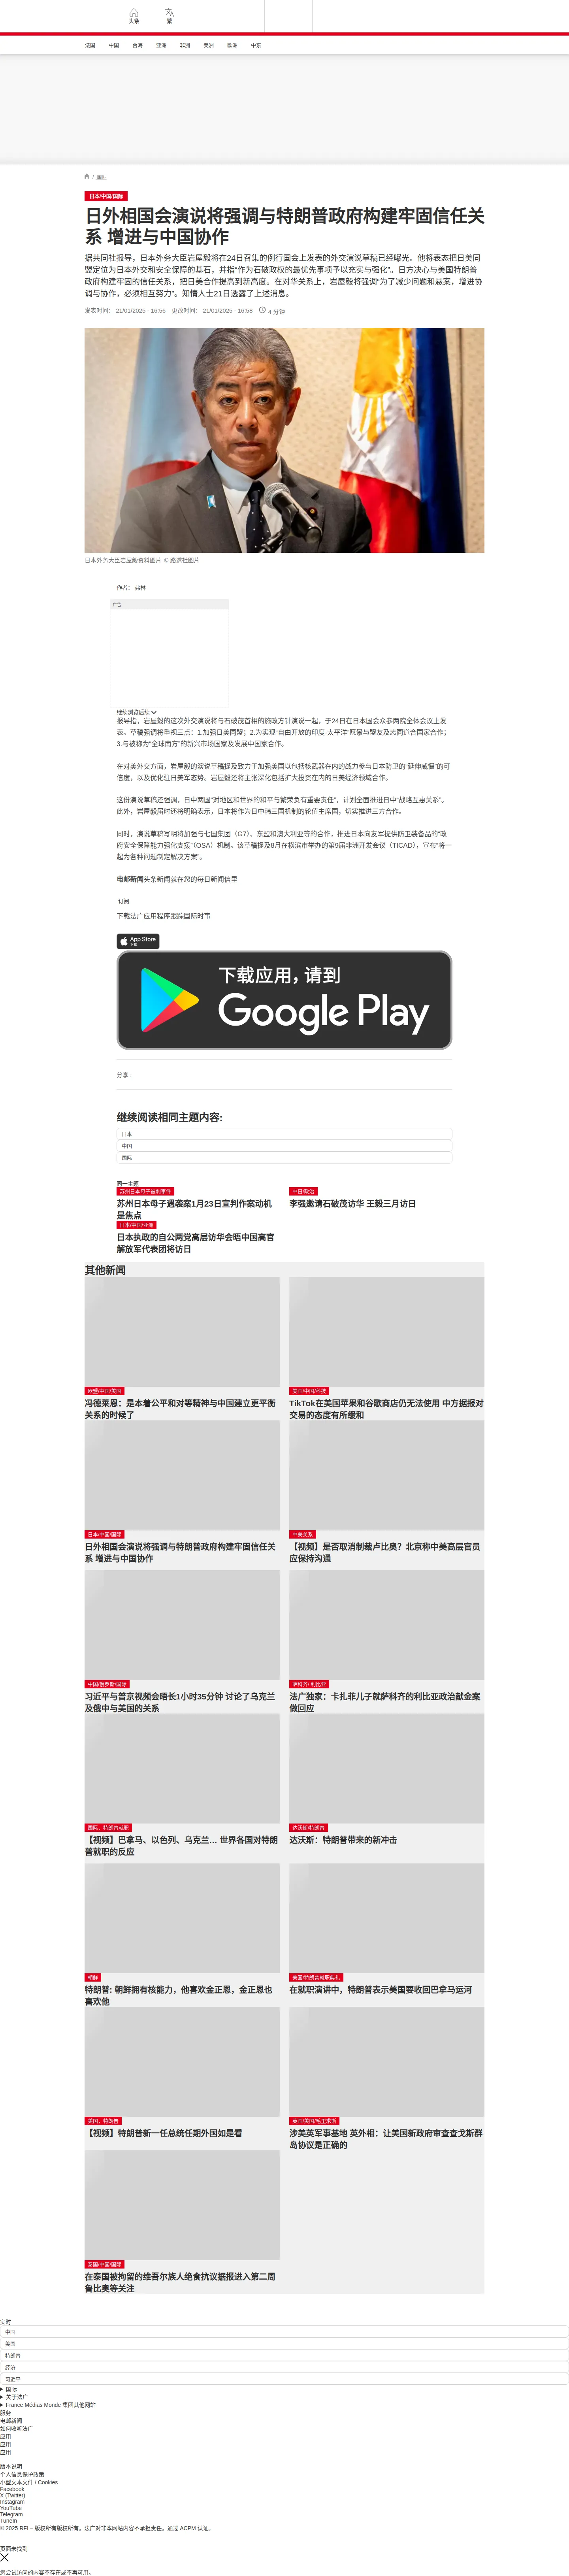 头条
繁
法国
中国
台海
亚洲
非洲
美洲
欧洲
中东
/ 国际
日本/中国/国际
日外相国会演说将强调与特朗普政府构建牢固信任关
系 增进与中国协作
据共同社报导，日本外务大臣岩屋毅将在24日召集的例行国会上发表的外交演说草稿已经曝光。他将表态把日美同
盟定位为日本外交和安全保障的基石，并指“作为石破政权的最优先事项予以充实与强化”。日方决心与美国特朗普
政府构建牢固的信任关系，把日美合作提高到新高度。在对华关系上，岩屋毅将强调“为了减少问题和悬案，增进协
调与协作，必须相互努力”。知情人士21日透露了上述消息。
发表时间： 21/01/2025 - 16:56 更改时间： 21/01/2025 - 16:58 4 分钟
日本外务大臣岩屋毅资料图片 © 路透社图片
作者： 弗林
广告
继续浏览后续
报导指，岩屋毅的这次外交演说将与石破茂首相的施政方针演说一起，于24日在日本国会众参两院全体会议上发
表。草稿强调将重视三点：1.加强日美同盟；2.为实现“自由开放的印度-太平洋”愿景与盟友及志同道合国家合作；
3.与被称为“全球南方”的新兴市场国家及发展中国家合作。
在对美外交方面，岩屋毅的演说草稿提及致力于加强美国以包括核武器在内的战力参与日本防卫的“延伸威慑”的可
信度，以及优化驻日美军态势。岩屋毅还将主张深化包括扩大投资在内的日美经济领域合作。
这份演说草稿还强调，日中两国“对地区和世界的和平与繁荣负有重要责任”，计划全面推进日中“战略互惠关系”。
此外，岩屋毅届时还将明确表示，日本将作为日中韩三国机制的轮值主席国，切实推进三方合作。
同时，演说草稿写明将加强与七国集团（G7）、东盟和澳大利亚等的合作，推进日本向友军提供防卫装备品的“政
府安全保障能力强化支援”（OSA）机制。该草稿提及8月在横滨市举办的第9届非洲开发会议（TICAD），宣布“将一
起为各种问题制定解决方案”。
电邮新闻头条新闻就在您的每日新闻信里
订阅
下载法广应用程序跟踪国际时事
App Store
下载
下载应用，请到
Google Play
分享 :
继续阅读相同主题内容:
日本
中国
国际
同一主题
苏州日本母子被刺事件
苏州日本母子遇袭案1月23日宣判作案动机
是焦点
中日/政治
李强邀请石破茂访华 王毅三月访日
日本/中国/亚洲
日本执政的自公两党高层访华会晤中国高官
解放军代表团将访日
其他新闻
欧盟/中国/美国
冯德莱恩：是本着公平和对等精神与中国建立更平衡
关系的时候了
美国/中国/科技
TikTok在美国苹果和谷歌商店仍无法使用 中方据报对
交易的态度有所缓和
日本/中国/国际
日外相国会演说将强调与特朗普政府构建牢固信任关
系 增进与中国协作
中美关系
【视频】是否取消制裁卢比奥？北京称中美高层官员
应保持沟通
中国/俄罗斯/国际
习近平与普京视频会晤长1小时35分钟 讨论了乌克兰
及俄中与美国的关系
萨科齐/ 利比亚
法广独家：卡扎菲儿子就萨科齐的利比亚政治献金案
做回应
国际，特朗普就职
【视频】巴拿马、以色列、乌克兰… 世界各国对特朗
普就职的反应
达沃斯/特朗普
达沃斯：特朗普带来的新冲击
朝鲜
特朗普: 朝鲜拥有核能力，他喜欢金正恩，金正恩也
喜欢他
美国/特朗普就职典礼
在就职演讲中，特朗普表示美国要收回巴拿马运河
美国，特朗普
【视频】特朗普新一任总统任期外国如是看
英国/美国/毛里求斯
涉美英军事基地 英外相：让美国新政府审查查戈斯群
岛协议是正确的
泰国/中国/国际
在泰国被拘留的维吾尔族人绝食抗议据报进入第二周
鲁比奥等关注
实时
中国
美国
特朗普
经济
习近平
国际
关于法广
France Médias Monde 集团其他网站
服务
电邮新闻
如何收听法广
应用
应用
应用
版本说明
个人信息保护政策
小型文本文件 / Cookies
Facebook
X (Twitter)
Instagram
YouTube
Telegram
TuneIn
© 2025 RFI – 版权所有版权所有。法广对非本网站内容不承担责任。通过 ACPM 认证。
页面未找到
您尝试访问的内容不存在或不再可用。